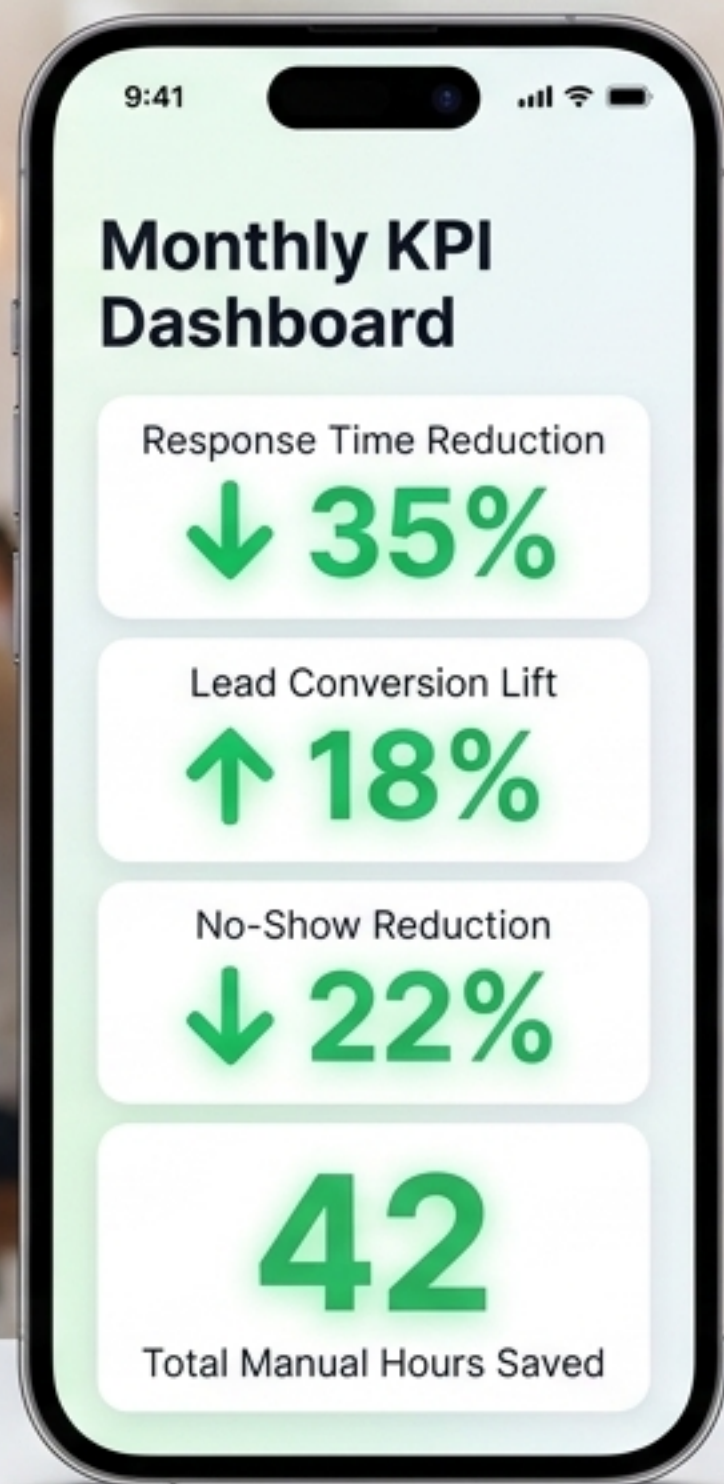 9:41
Monthly KPI
Dashboard
Response Time Reduction
↓ 35%
Lead Conversion Lift
↑ 18%
No-Show Reduction
↓ 22%
42
Total Manual Hours Saved